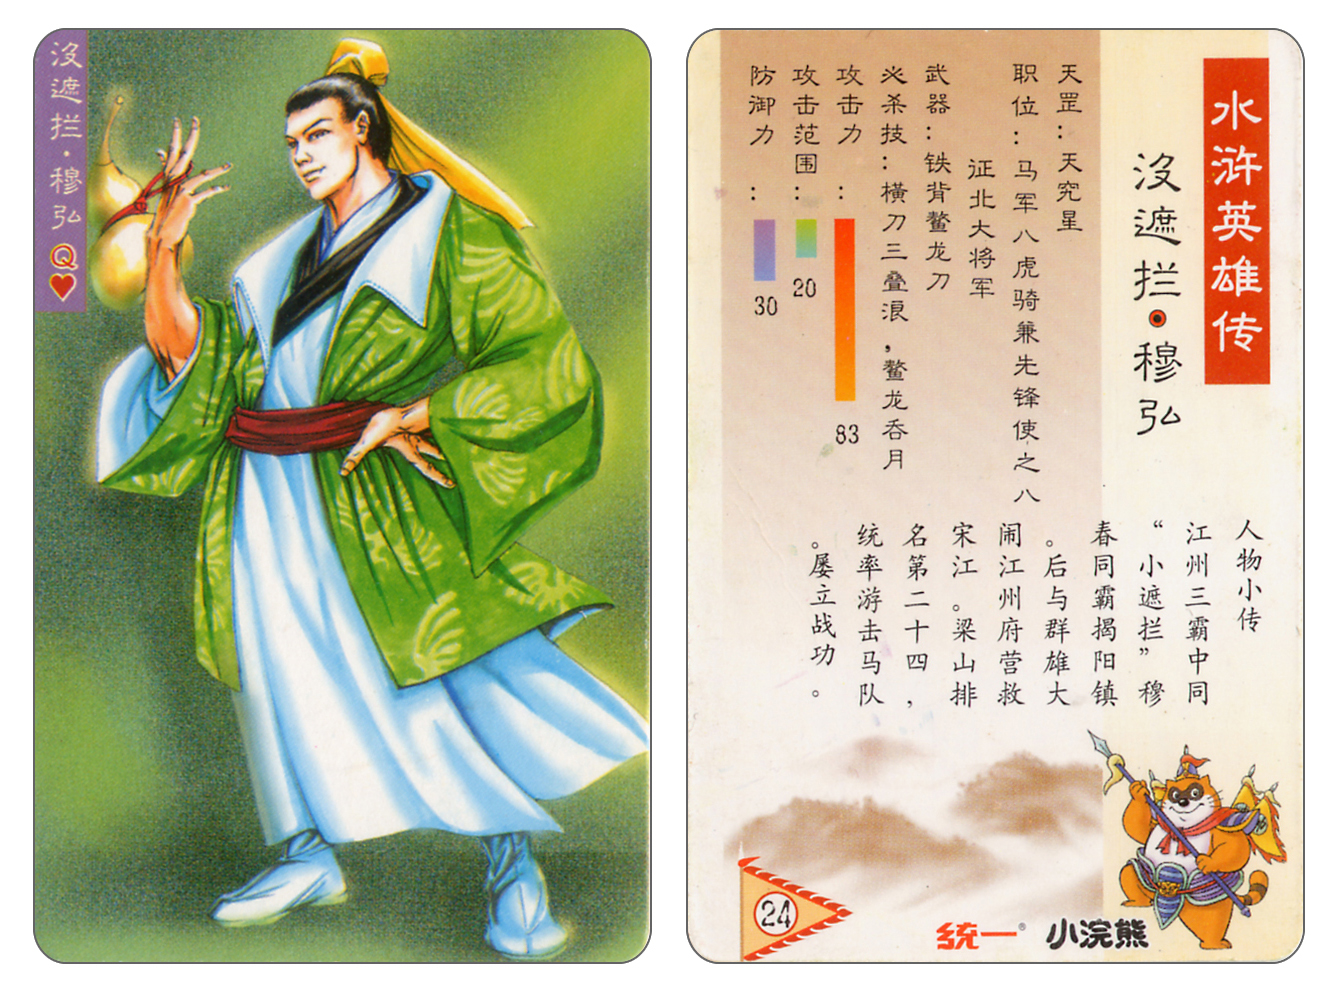 没遮拦·穆弘
Q
水浒英雄传
没遮拦·穆弘
天罡：天究星
职位：马军八虎骑兼先锋使之八
征北大将军
武器：铁背鳌龙刀
必杀技：横刀三叠浪，鳌龙吞月
攻击力：
83
攻击范围：
20
防御力：
30
人物小传
江州三霸中同
“小遮拦”穆
春同霸揭阳镇
。后与群雄大
闹江州府营救
宋江。梁山排
名第二十四，
统率游击马队
。屡立战功。
24
统一® 小浣熊